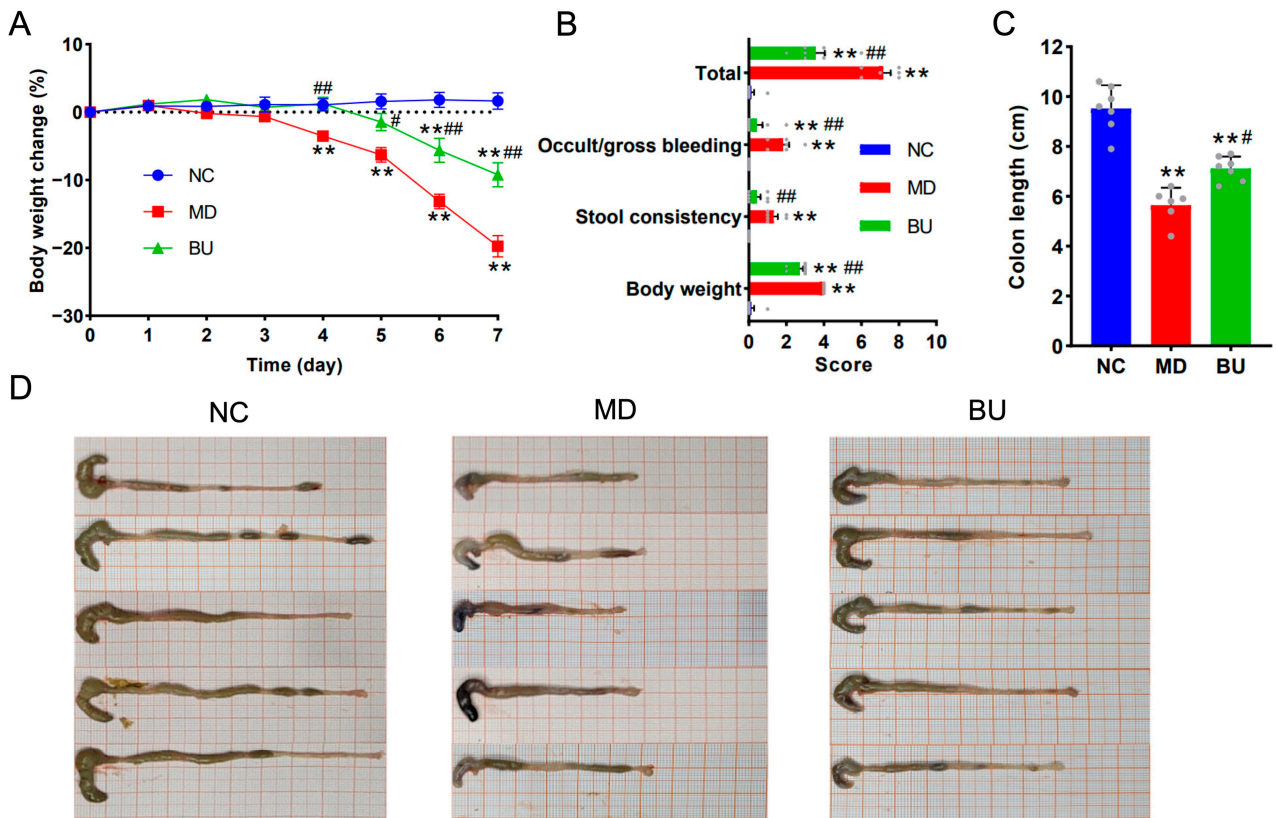 A
Body weight change (%)
10
0
−10
−20
−30
0 1 2 3 4 5 6 7
Time (day)
NC
MD
BU
##
**
#
**
**##
**
**##
**
B
Total
Occult/gross bleeding
Stool consistency
Body weight
** ##
**
** ##
**
##
**
** ##
**
NC
MD
BU
0 2 4 6 8 10
Score
C
Colon length (cm)
12
10
8
6
4
2
0
**
**#
NC MD BU
D
NC MD BU